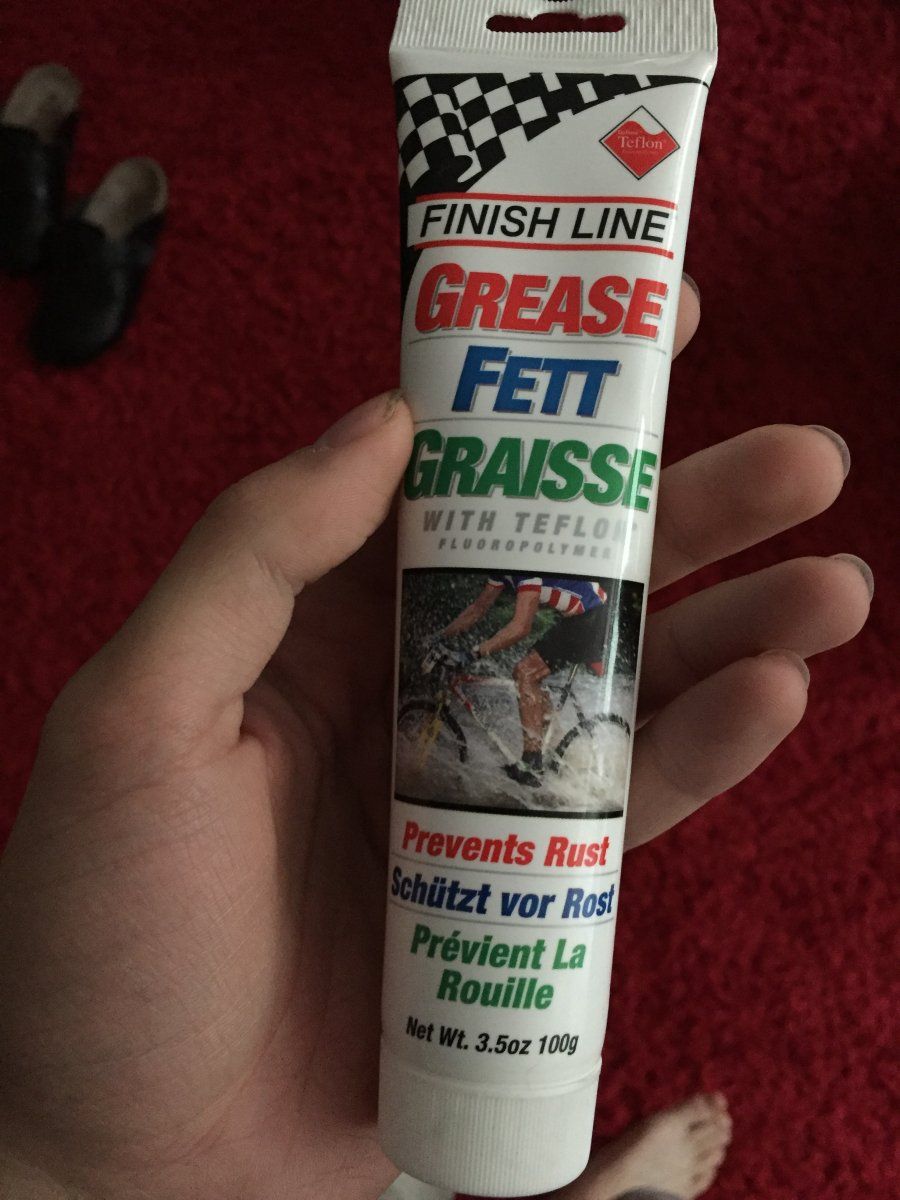 Teflon
FINISH LINE
GREASE
FETT
GRAISSE
WITH TEFLON
FLUOROPOLYMER
Prevents Rust
Schützt vor Rost
Prévient La
Rouille
Net Wt. 3.5oz 100g